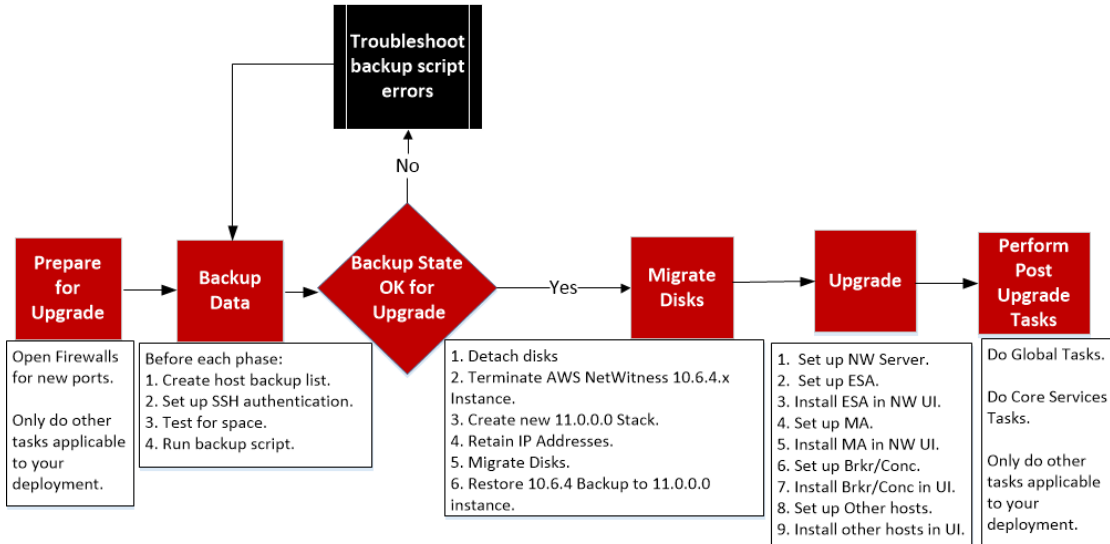 Troubleshoot
backup script
errors
No
Prepare
for
Upgrade
Backup
Data
Backup State
OK for
Upgrade
Yes
Migrate
Disks
Upgrade
Perform
Post
Upgrade
Tasks
Open Firewalls
for new ports.
Only do other
tasks applicable
to your
deployment.
Before each phase:
1. Create host backup list.
2. Set up SSH authentication.
3. Test for space.
4. Run backup script.
1. Detach disks
2. Terminate AWS NetWitness 10.6.4.x
Instance.
3. Create new 11.0.0.0 Stack.
4. Retain IP Addresses.
5. Migrate Disks.
6. Restore 10.6.4 Backup to 11.0.0.0
instance.
1. Set up NW Server.
2. Set up ESA.
3. Install ESA in NW UI.
4. Set up MA.
5. Install MA in NW UI.
6. Set up Brkr/Conc.
7. Install Brkr/Conc in UI.
8. Set up Other hosts.
9. Install other hosts in UI.
Do Global Tasks.
Do Core Services
Tasks.
Only do other
tasks applicable
to your
deployment.